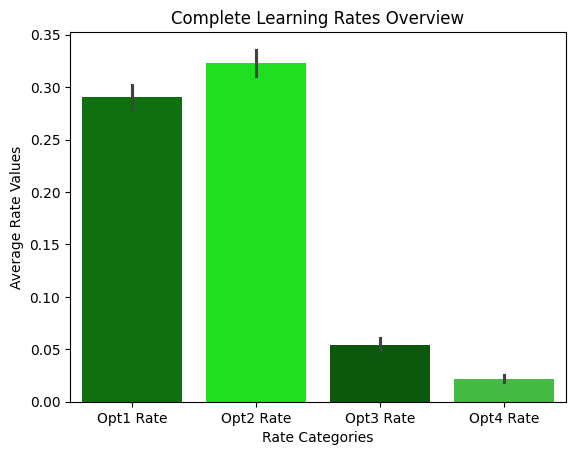 Complete Learning Rates Overview
Average Rate Values
0.35
0.30
0.25
0.20
0.15
0.10
0.05
0.00
Opt1 Rate
Opt2 Rate
Opt3 Rate
Opt4 Rate
Rate Categories